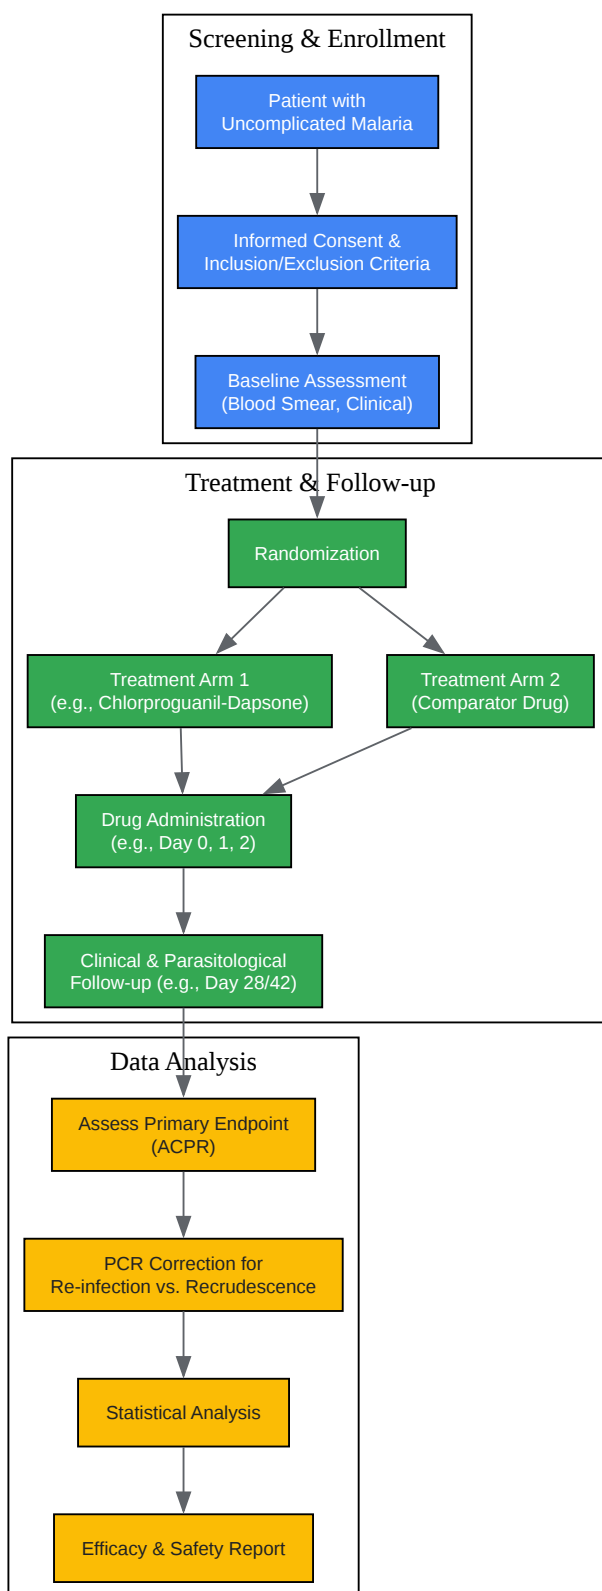 Screening & Enrollment
Patient with
Uncomplicated Malaria
Informed Consent &
Inclusion/Exclusion Criteria
Baseline Assessment
(Blood Smear, Clinical)
Treatment & Follow-up
Randomization
Treatment Arm 1
(e.g., Chlorproguanil-Dapsone)
Treatment Arm 2
(Comparator Drug)
Drug Administration
(e.g., Day 0, 1, 2)
Clinical & Parasitological
Follow-up (e.g., Day 28/42)
Data Analysis
Assess Primary Endpoint
(ACPR)
PCR Correction for
Re-infection vs. Recrudescence
Statistical Analysis
Efficacy & Safety Report